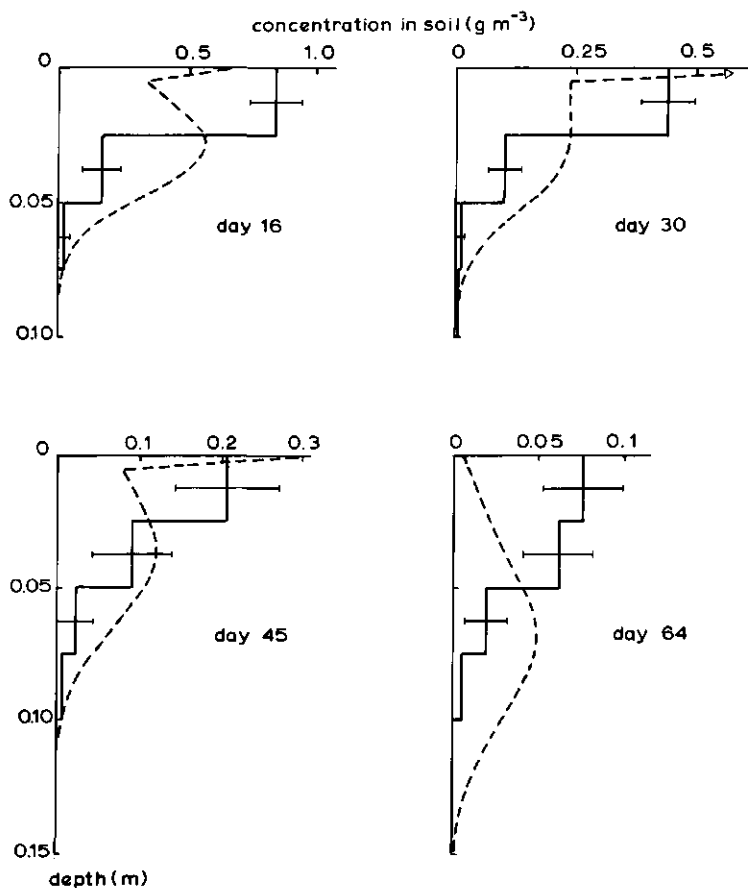 concentration in soil (g m⁻³)
0 0.5 1.0
0 0.25 0.5
0
0.05
0.10
day 16
day 30
0 0.1 0.2 0.3
0 0.05 0.1
0.05
0.10
0.15
day 45
day 64
depth (m)